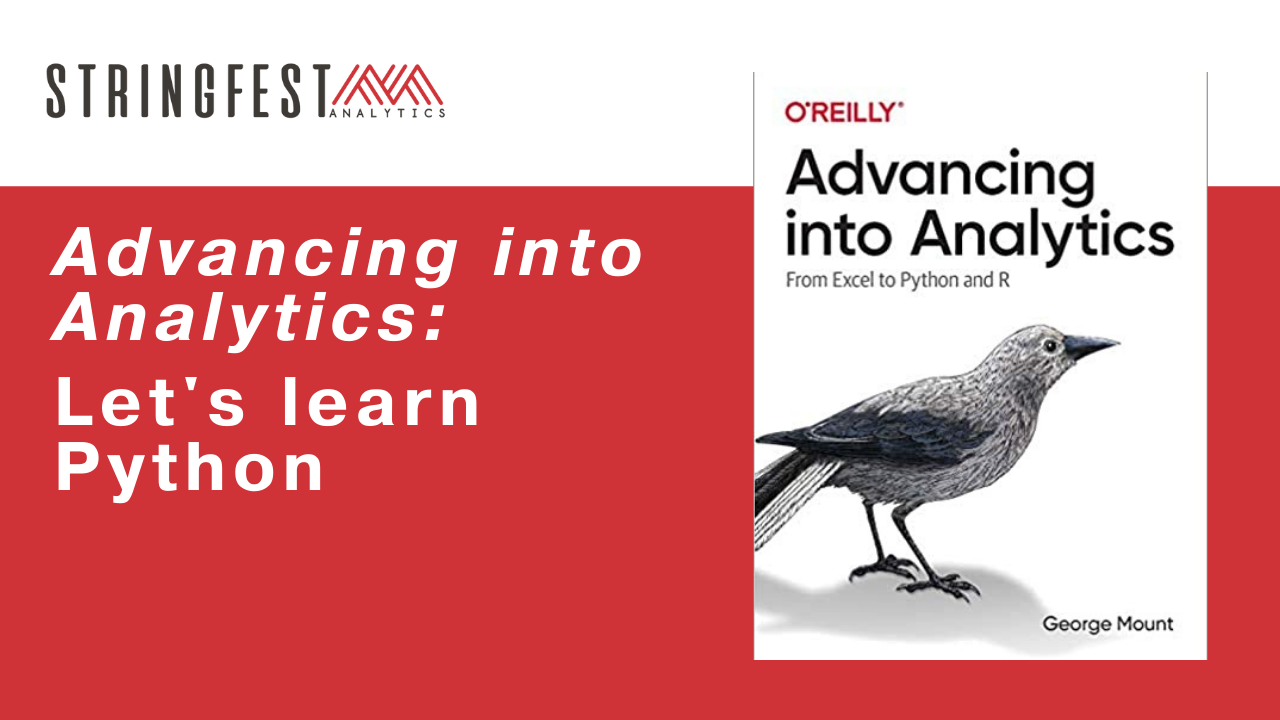 STRINGFEST
ANALYTICS
Advancing into
Analytics:
Let's learn
Python
O'REILLY®
Advancing
into Analytics
From Excel to Python and R
George Mount